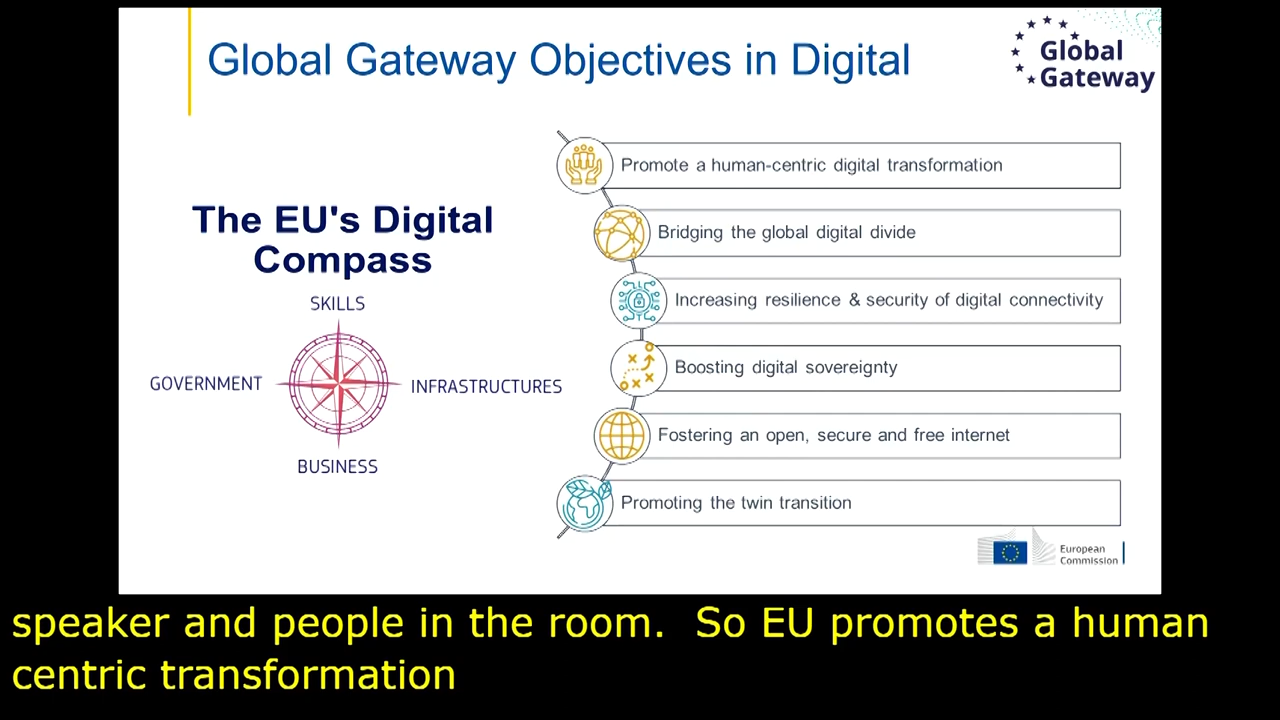 Global Gateway Objectives in Digital
Global
Gateway
The EU's Digital
Compass
SKILLS
GOVERNMENT
INFRASTRUCTURES
BUSINESS
Promote a human-centric digital transformation
Bridging the global digital divide
Increasing resilience & security of digital connectivity
Boosting digital sovereignty
Fostering an open, secure and free internet
Promoting the twin transition
European
Commission
speaker and people in the room.  So EU promotes a human
centric transformation